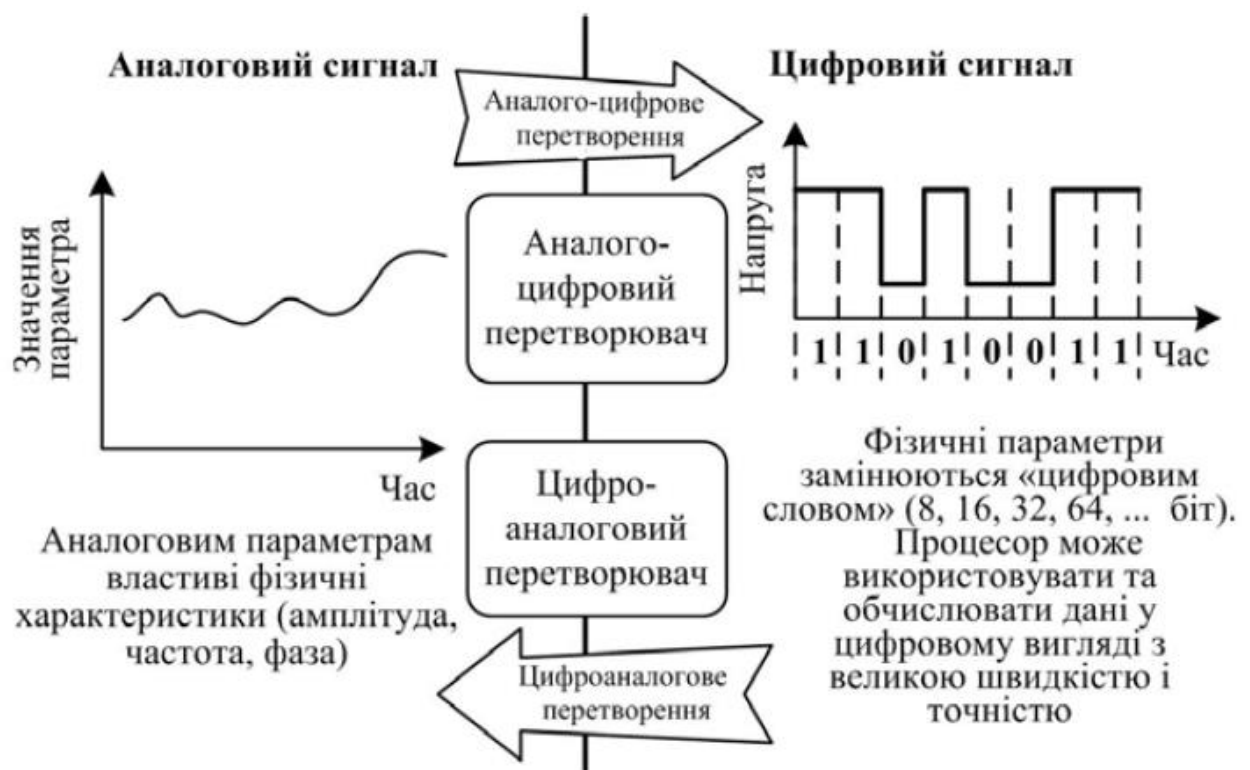 Аналоговий сигнал
Аналого-цифрове
перетворення
Цифровий сигнал
Значення
параметра
Час
Аналого-
цифровий
перетворювач
Напруга
1 1 0 1 0 0 1 1 Час
Цифро-
аналоговий
перетворювач
Аналоговим параметрам
властиві фізичні
характеристики (амплітуда,
частота, фаза)
Фізичні параметри
замінюються «цифровим
словом» (8, 16, 32, 64, ... біт).
Процесор може
використовувати та
обчислювати дані у
цифровому вигляді з
великою швидкістю і
точністю
Цифроаналогове
перетворення